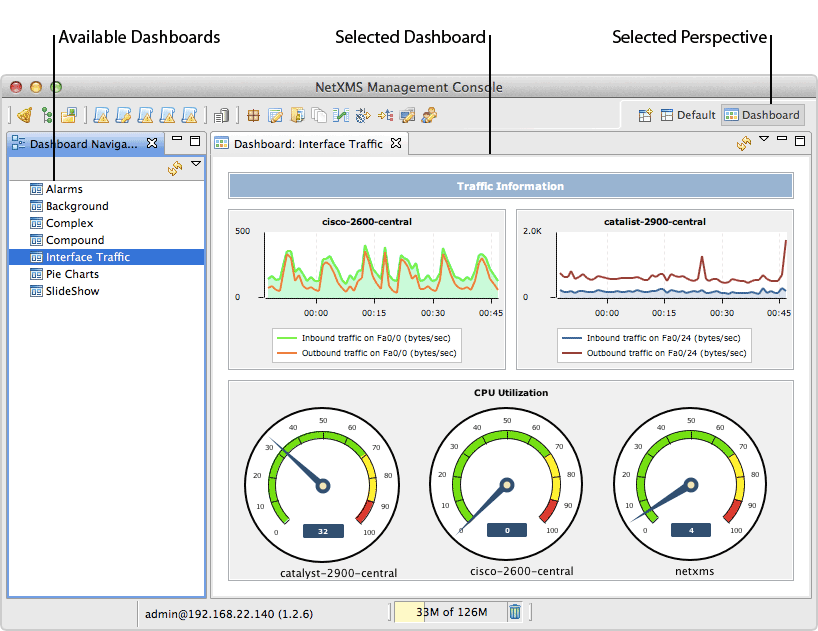 Available Dashboards
Selected Dashboard
Selected Perspective
NetXMS Management Console
Default
Dashboard
Dashboard Naviga...
Dashboard: Interface Traffic
Alarms
Background
Complex
Compound
Interface Traffic
Pie Charts
SlideShow
Traffic Information
cisco-2600-central
500
0
00:00 00:15 00:30 00:45
Inbound traffic on Fa0/0 (bytes/sec)
Outbound traffic on Fa0/0 (bytes/sec)
catalist-2900-central
2.0K
0
00:00 00:15 00:30 00:45
Inbound traffic on Fa0/24 (bytes/sec)
Outbound traffic on Fa0/24 (bytes/sec)
CPU Utilization
0 10 20 30 40 50 60 70 80 90 100
32
catalyst-2900-central
0 10 20 30 40 50 60 70 80 90 100
0
cisco-2600-central
0 10 20 30 40 50 60 70 80 90 100
4
netxms
admin@192.168.22.140 (1.2.6)
33M of 126M